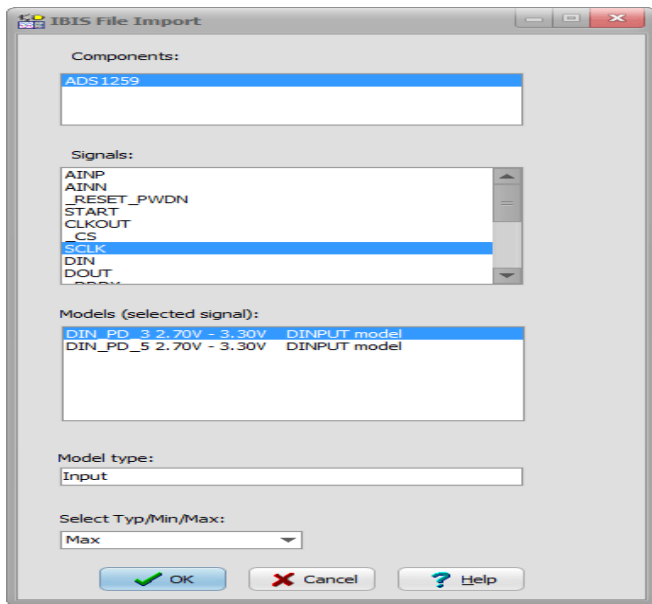 IBIS File Import
Components:
ADS1259
Signals:
AINP
AINN
_RESET_PWDN
START
CLKOUT
_CS
SCLK
DIN
DOUT
Models (selected signal):
DIN_PD_3 2.70V - 3.30V DINPUT model
DIN_PD_5 2.70V - 3.30V DINPUT model
Model type:
Input
Select Typ/Min/Max:
Max
OK Cancel Help